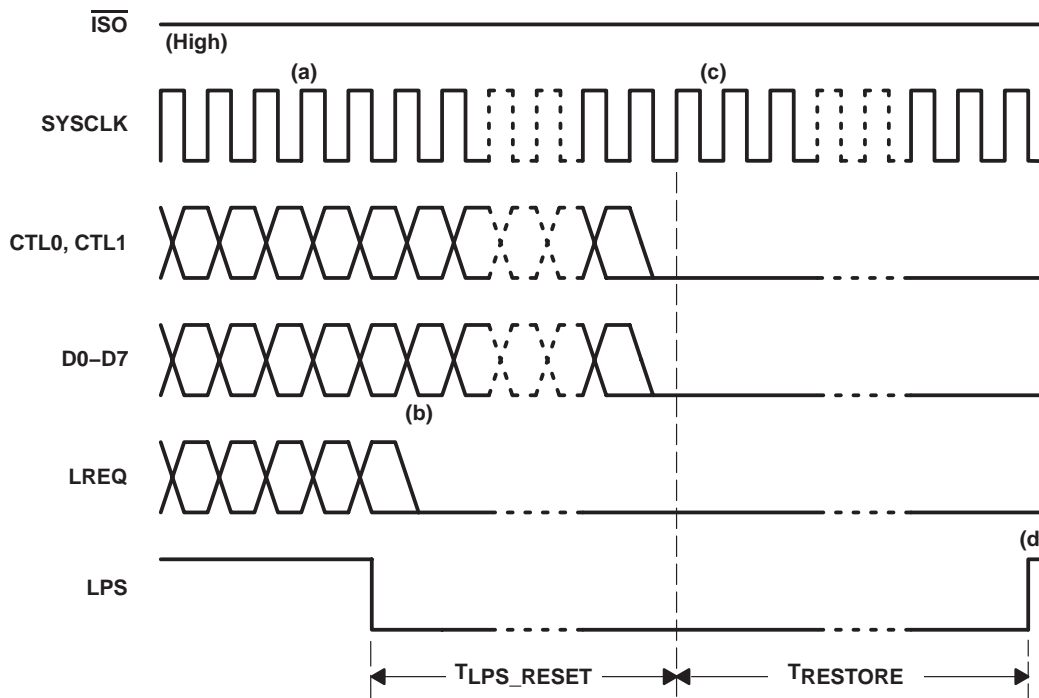 ISO
(High)
(a)
(c)
SYSCLK
CTL0, CTL1
D0–D7
(b)
LREQ
(d
LPS
TLPS_RESET
TRESTORE